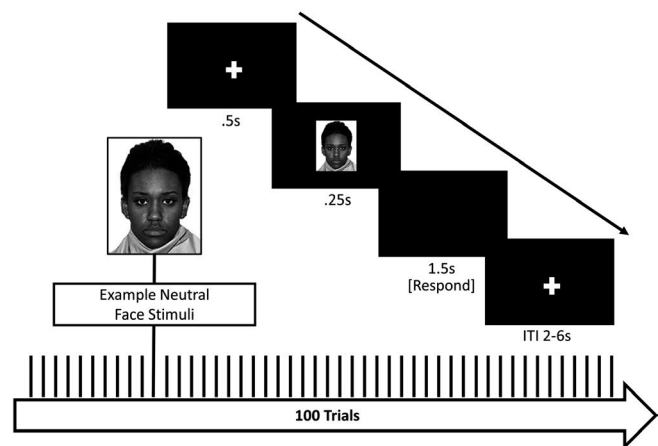 .5s
.25s
1.5s
[Respond]
ITI 2-6s
Example Neutral
Face Stimuli
100 Trials